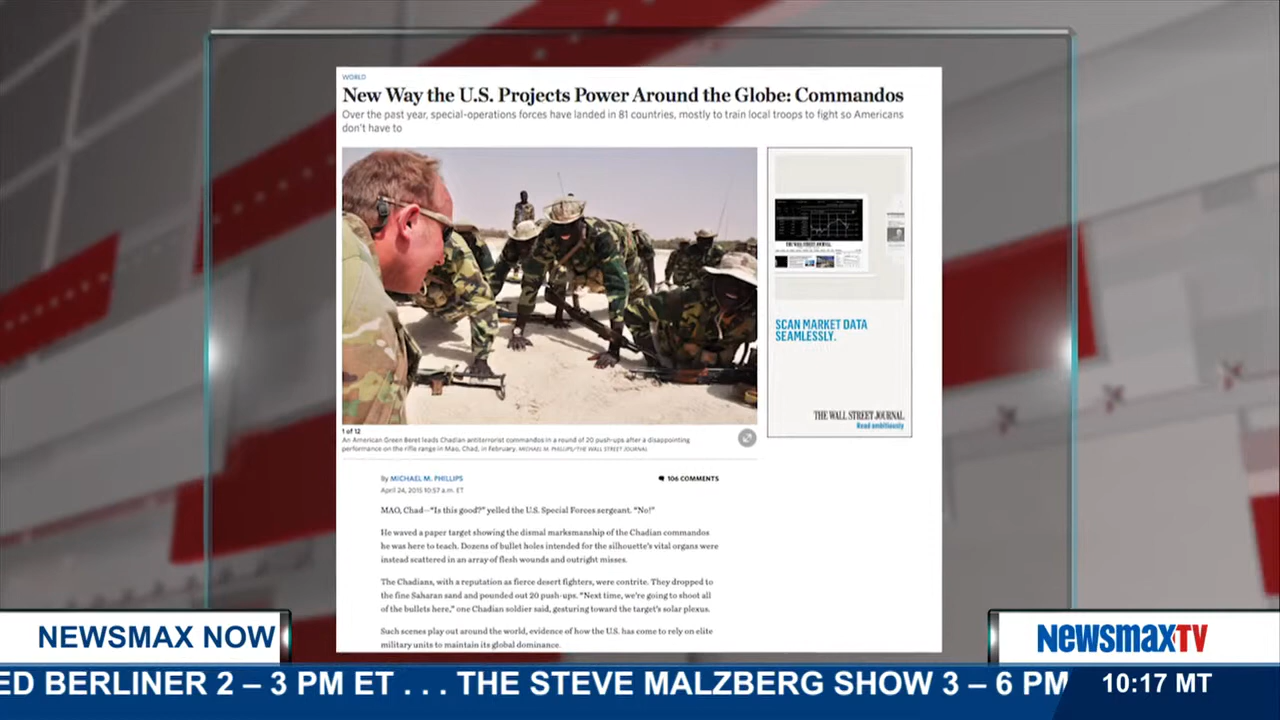 WORLD
New Way the U.S. Projects Power Around the Globe: Commandos
Over the past year, special-operations forces have landed in 81 countries, mostly to train local troops to fight so Americans
don't have to
THE WALL STREET JOURNAL
SCAN MARKET DATA
SEAMLESSLY.
THE WALL STREET JOURNAL
Read ambitiously
1 of 12
An American Green Beret leads Chadian antiterrorist commandos in a round of 20 push-ups after a disappointing
performance on the rifle range in Mao, Chad, in February. MICHAEL M. PHILLIPS/THE WALL STREET JOURNAL
By MICHAEL M. PHILLIPS
April 24, 2015 10:57 a.m. ET
106 COMMENTS
MAO, Chad—"Is this good?" yelled the U.S. Special Forces sergeant. "No!"
He waved a paper target showing the dismal marksmanship of the Chadian commandos
he was here to teach. Dozens of bullet holes intended for the silhouette's vital organs were
instead scattered in an array of flesh wounds and outright misses.
The Chadians, with a reputation as fierce desert fighters, were contrite. They dropped to
the fine Saharan sand and pounded out 20 push-ups. "Next time, we're going to shoot all
of the bullets here," one Chadian soldier said, gesturing toward the target's solar plexus.
Such scenes play out around the world, evidence of how the U.S. has come to rely on elite
military units to maintain its global dominance.
NEWSMAX NOW
NEWSMAXTV
ED BERLINER 2 – 3 PM ET . . . THE STEVE MALZBERG SHOW 3 – 6 PM
10:17 MT